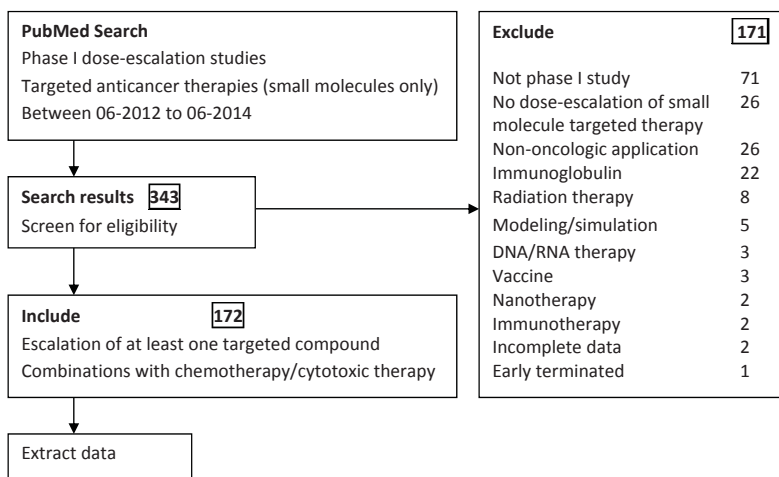 PubMed Search
Phase I dose-escalation studies
Targeted anticancer therapies (small molecules only)
Between 06-2012 to 06-2014
Search results 343
Screen for eligibility
Include 172
Escalation of at least one targeted compound
Combinations with chemotherapy/cytotoxic therapy
Extract data
Exclude 171
Not phase I study 71
No dose-escalation of small 26
molecule targeted therapy
Non-oncologic application 26
Immunoglobulin 22
Radiation therapy 8
Modeling/simulation 5
DNA/RNA therapy 3
Vaccine 3
Nanotherapy 2
Immunotherapy 2
Incomplete data 2
Early terminated 1